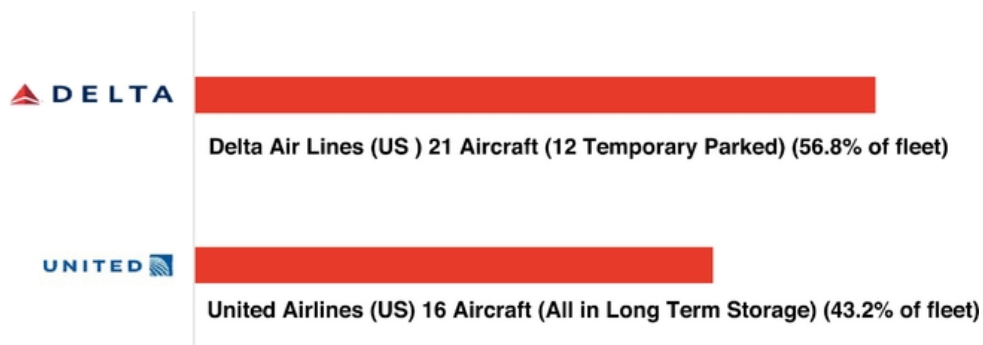 DELTA
Delta Air Lines (US ) 21 Aircraft (12 Temporary Parked) (56.8% of fleet)
UNITED
United Airlines (US) 16 Aircraft (All in Long Term Storage) (43.2% of fleet)